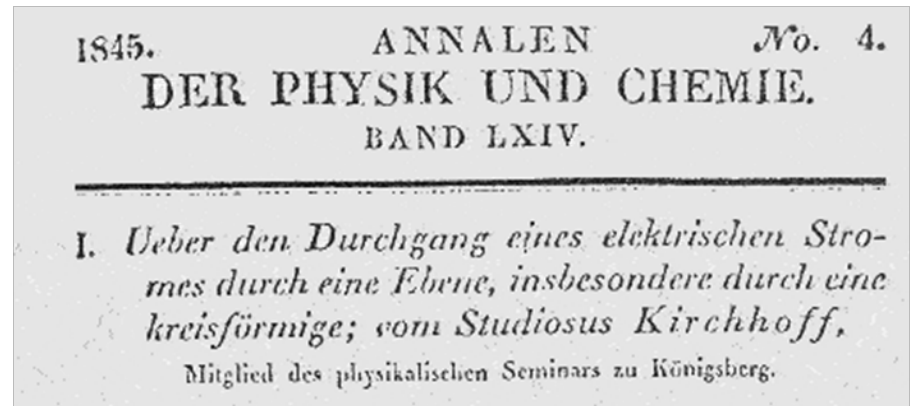 1845. ANNALEN No. 4.
DER PHYSIK UND CHEMIE.
BAND LXIV.
I. Ueber den Durchgang eines elektrischen Stro-
mes durch eine Ebene, insbesondere durch eine
kreisförmige; vom Studiosus Kirchhoff,
Mitglied des physikalischen Seminars zu Königsberg.